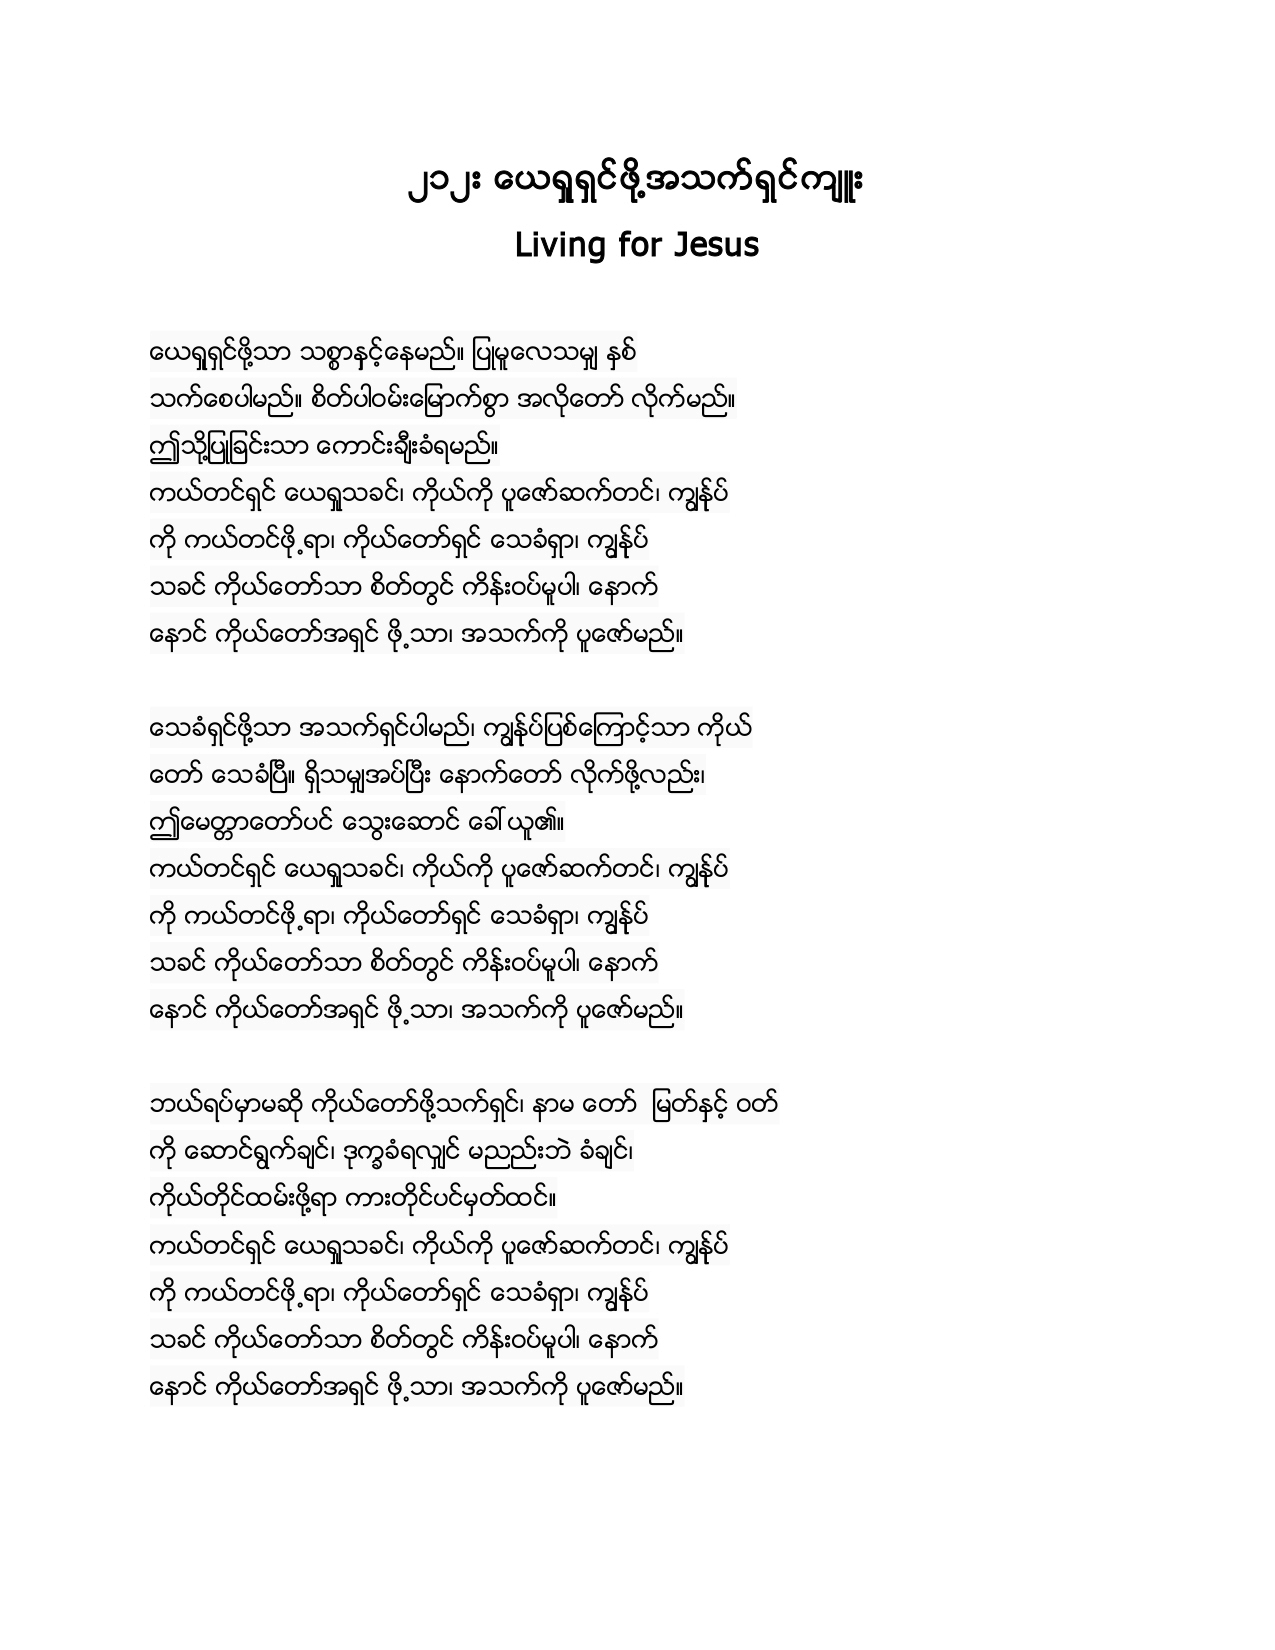 ၂၁၂း ယေရှုရှင်ဖို့အသက်ရှင်ကျူး
Living for Jesus
ယေရှုရှင်ဖို့သာ သစ္စာနှင့်နေမည်။ ပြုမူလေသမျှ နှစ်
သက်စေပါမည်။ စိတ်ပါဝမ်းမြောက်စွာ အလိုတော် လိုက်မည်။
ဤသို့ပြုခြင်းသာ ကောင်းချီးခံရမည်။
ကယ်တင်ရှင် ယေရှုသခင်၊ ကိုယ်ကို ပူဇော်ဆက်တင်၊ ကျွန်ုပ်
ကို ကယ်တင်ဖို့ရာ၊ ကိုယ်တော်ရှင် သေခံရှာ၊ ကျွန်ုပ်
သခင် ကိုယ်တော်သာ စိတ်တွင် ကိန်းဝပ်မူပါ၊ နောက်
နောင် ကိုယ်တော်အရှင် ဖို့သာ၊ အသက်ကို ပူဇော်မည်။
သေခံရှင်ဖို့သာ အသက်ရှင်ပါမည်၊ ကျွန်ုပ်ပြစ်ကြောင့်သာ ကိုယ်
တော် သေခံပြီ။ ရှိသမျှအပ်ပြီး နောက်တော် လိုက်ဖို့လည်း၊
ဤမေတ္တာတော်ပင် သွေးဆောင် ခေါ်ယူ၏။
ကယ်တင်ရှင် ယေရှုသခင်၊ ကိုယ်ကို ပူဇော်ဆက်တင်၊ ကျွန်ုပ်
ကို ကယ်တင်ဖို့ရာ၊ ကိုယ်တော်ရှင် သေခံရှာ၊ ကျွန်ုပ်
သခင် ကိုယ်တော်သာ စိတ်တွင် ကိန်းဝပ်မူပါ၊ နောက်
နောင် ကိုယ်တော်အရှင် ဖို့သာ၊ အသက်ကို ပူဇော်မည်။
ဘယ်ရပ်မှာမဆို ကိုယ်တော်ဖို့သက်ရှင်၊ နာမ တော် မြတ်နှင့် ဝတ်
ကို ဆောင်ရွက်ချင်၊ ဒုက္ခခံရလျှင် မညည်းဘဲ ခံချင်၊
ကိုယ်တိုင်ထမ်းဖို့ရာ ကားတိုင်ပင်မှတ်ထင်။
ကယ်တင်ရှင် ယေရှုသခင်၊ ကိုယ်ကို ပူဇော်ဆက်တင်၊ ကျွန်ုပ်
ကို ကယ်တင်ဖို့ရာ၊ ကိုယ်တော်ရှင် သေခံရှာ၊ ကျွန်ုပ်
သခင် ကိုယ်တော်သာ စိတ်တွင် ကိန်းဝပ်မူပါ၊ နောက်
နောင် ကိုယ်တော်အရှင် ဖို့သာ၊ အသက်ကို ပူဇော်မည်။